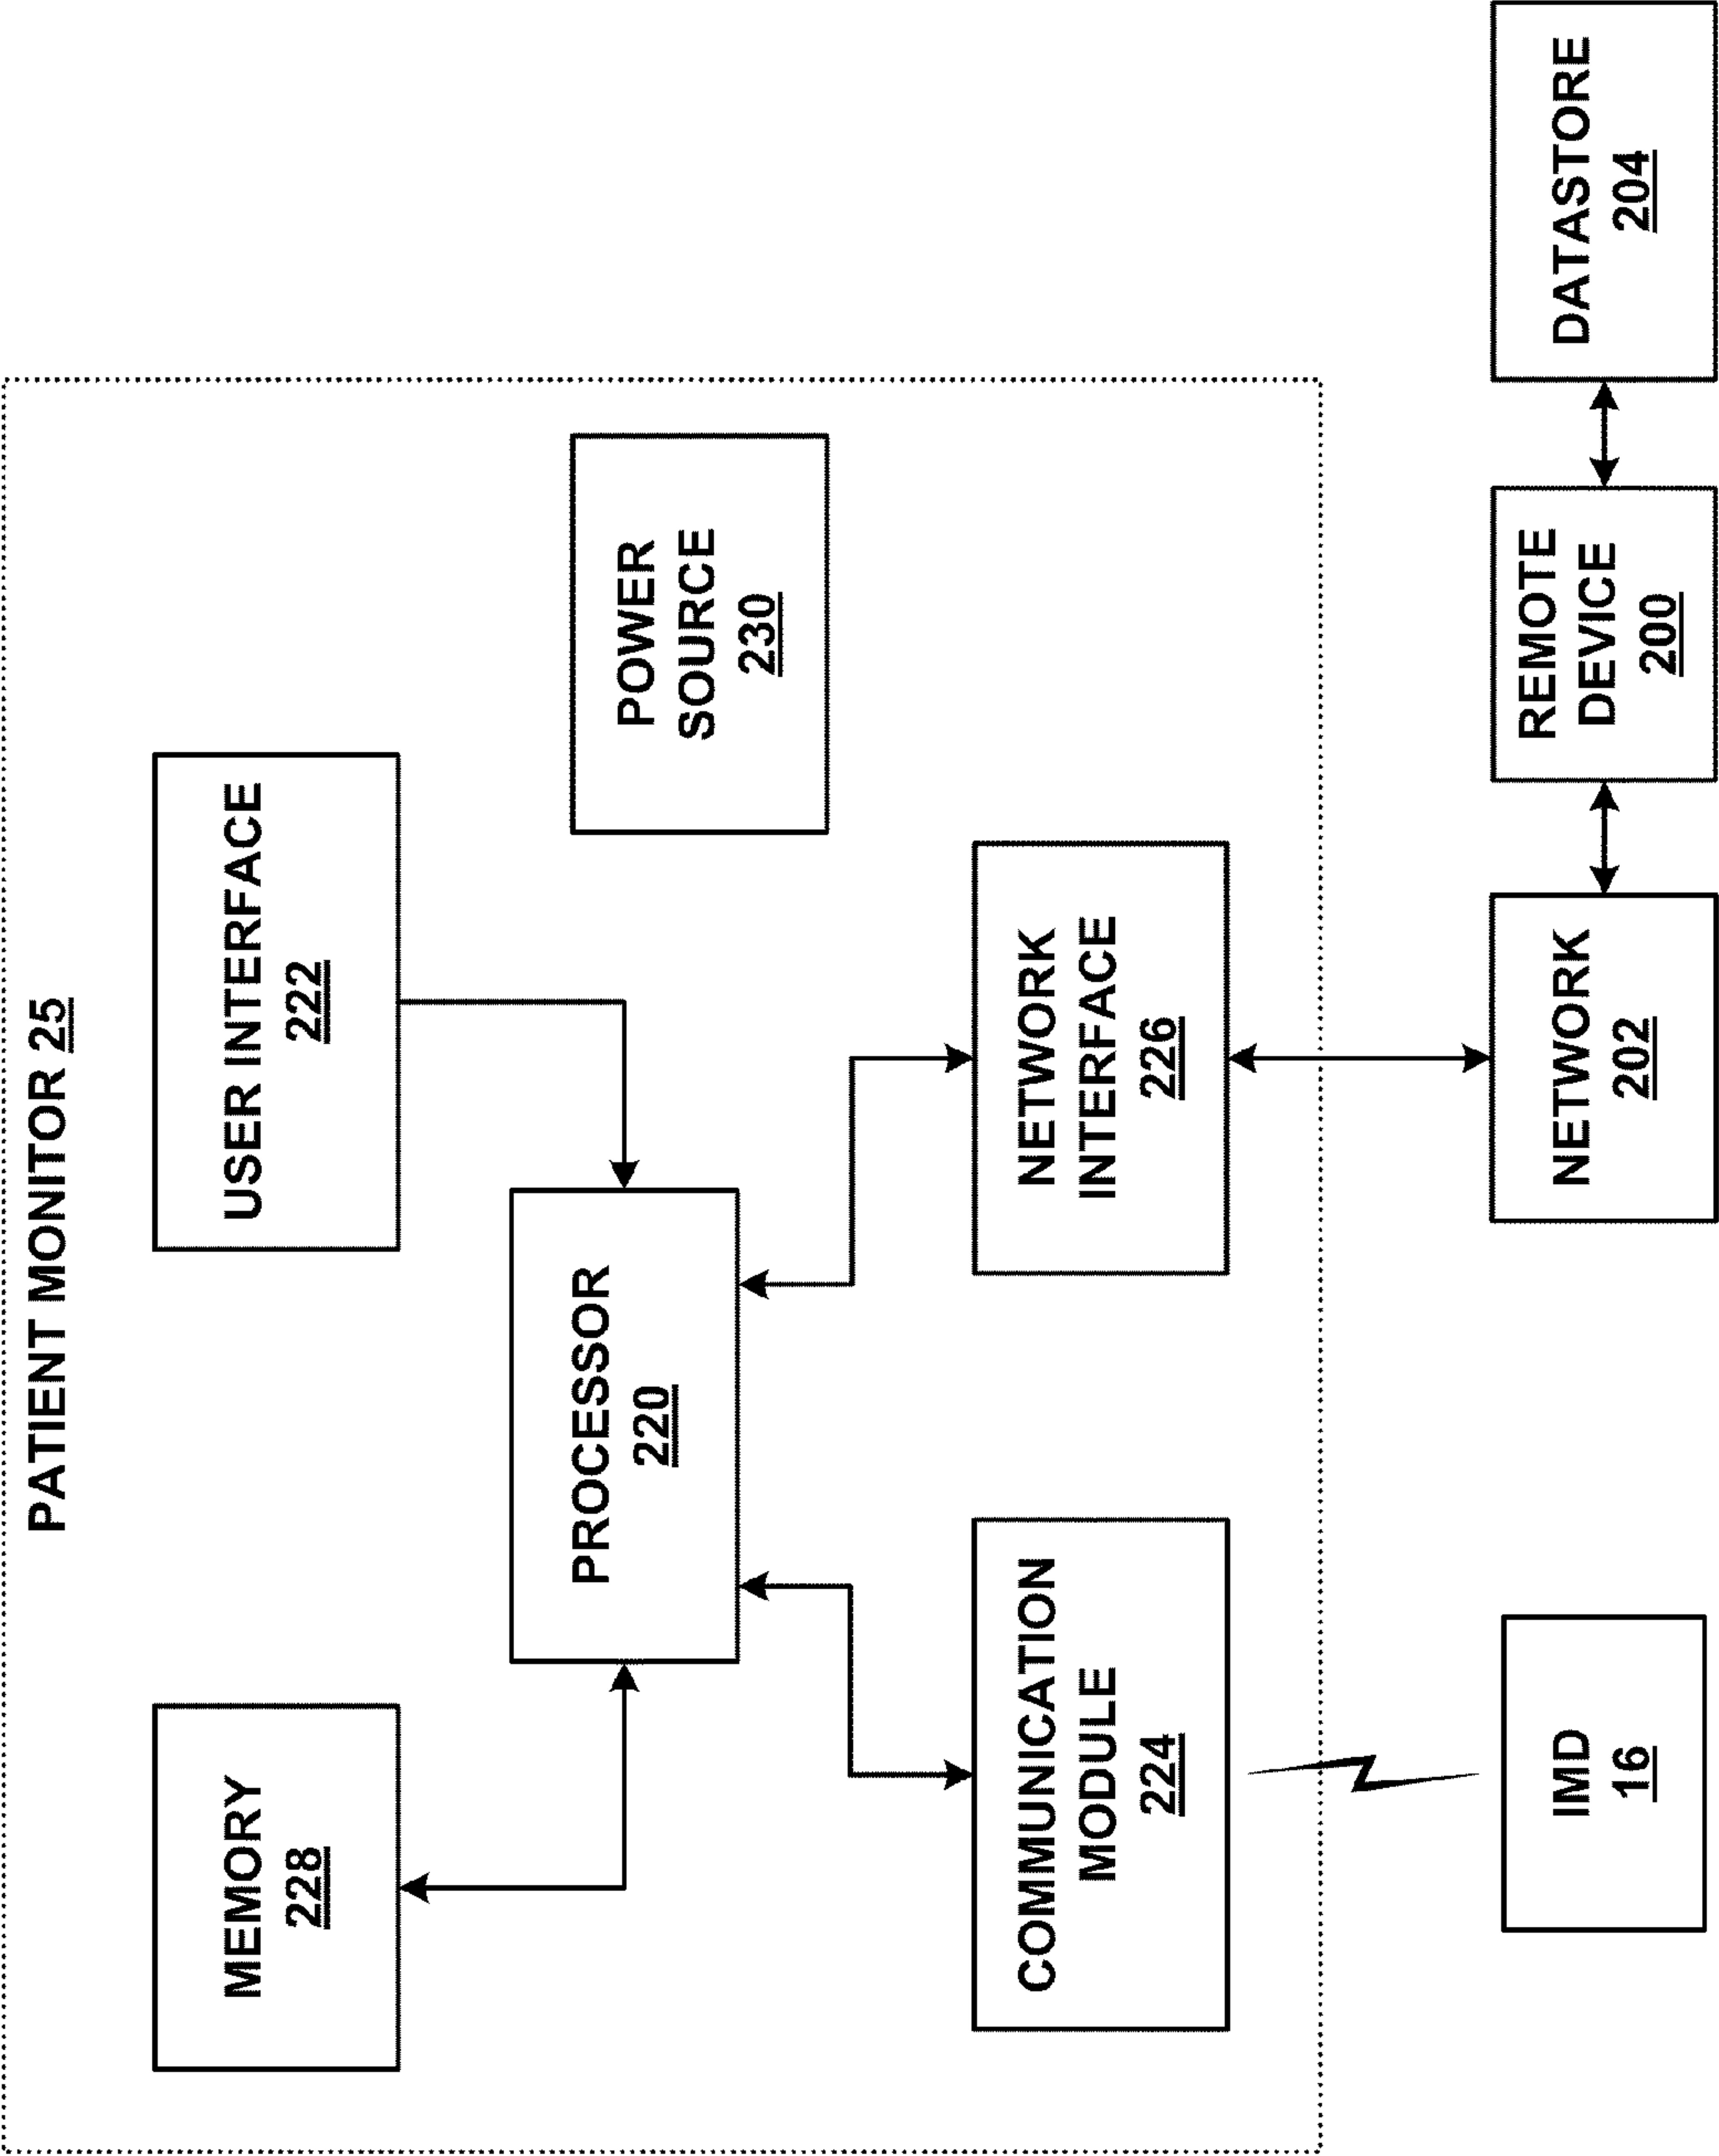 PATIENT MONITOR 25
MEMORY
228
USER INTERFACE
222
PROCESSOR
220
POWER
SOURCE
230
COMMUNICATION
MODULE
224
NETWORK
INTERFACE
226
IMD
16
NETWORK
202
REMOTE
DEVICE
200
DATASTORE
204